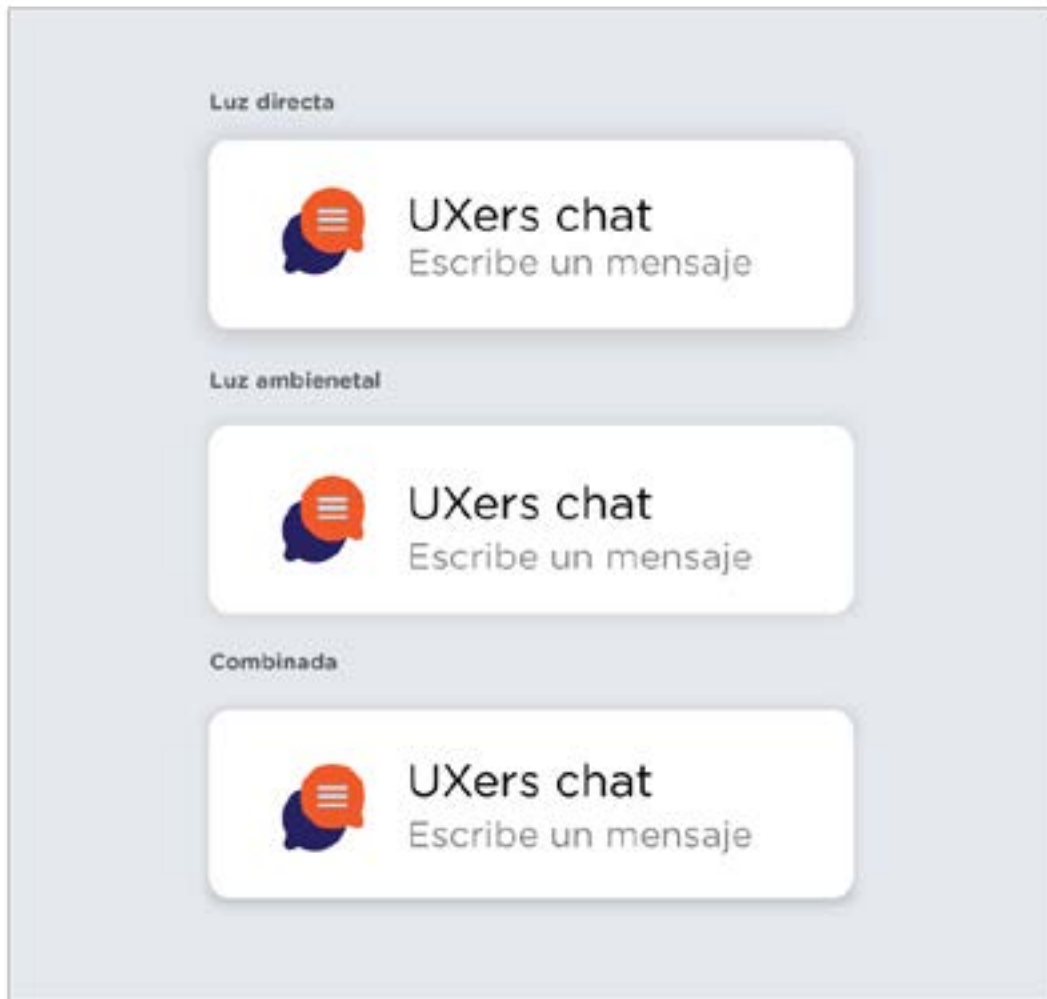 Luz directa
UXers chat
Escribe un mensaje
Luz ambienetal
UXers chat
Escribe un mensaje
Combinada
UXers chat
Escribe un mensaje